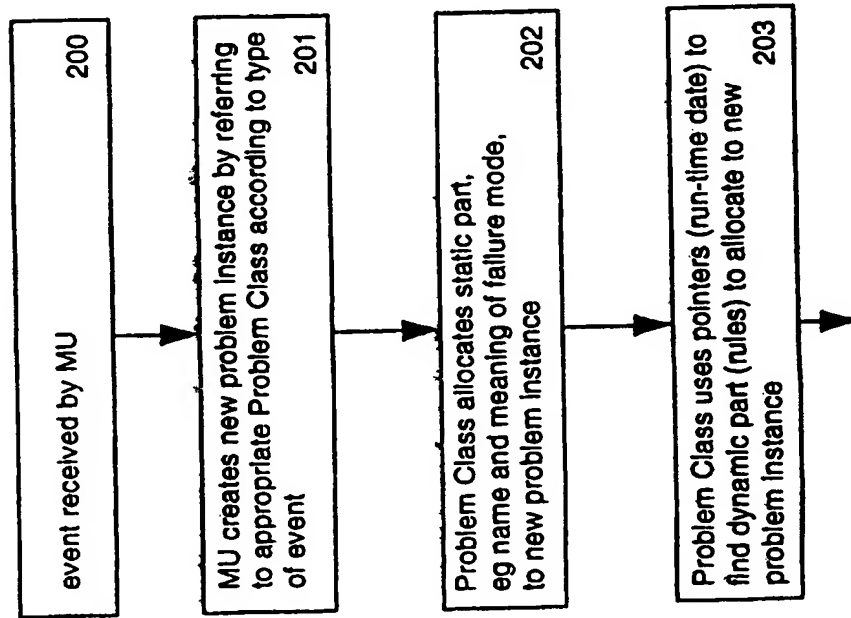 event received by MU
200
MU creates new problem instance by referring
to appropriate Problem Class according to type
of event
201
Problem Class allocates static part,
eg name and meaning of failure mode,
to new problem instance
202
Problem Class uses pointers (run-time date) to
find dynamic part (rules) to allocate to new
problem instance
203